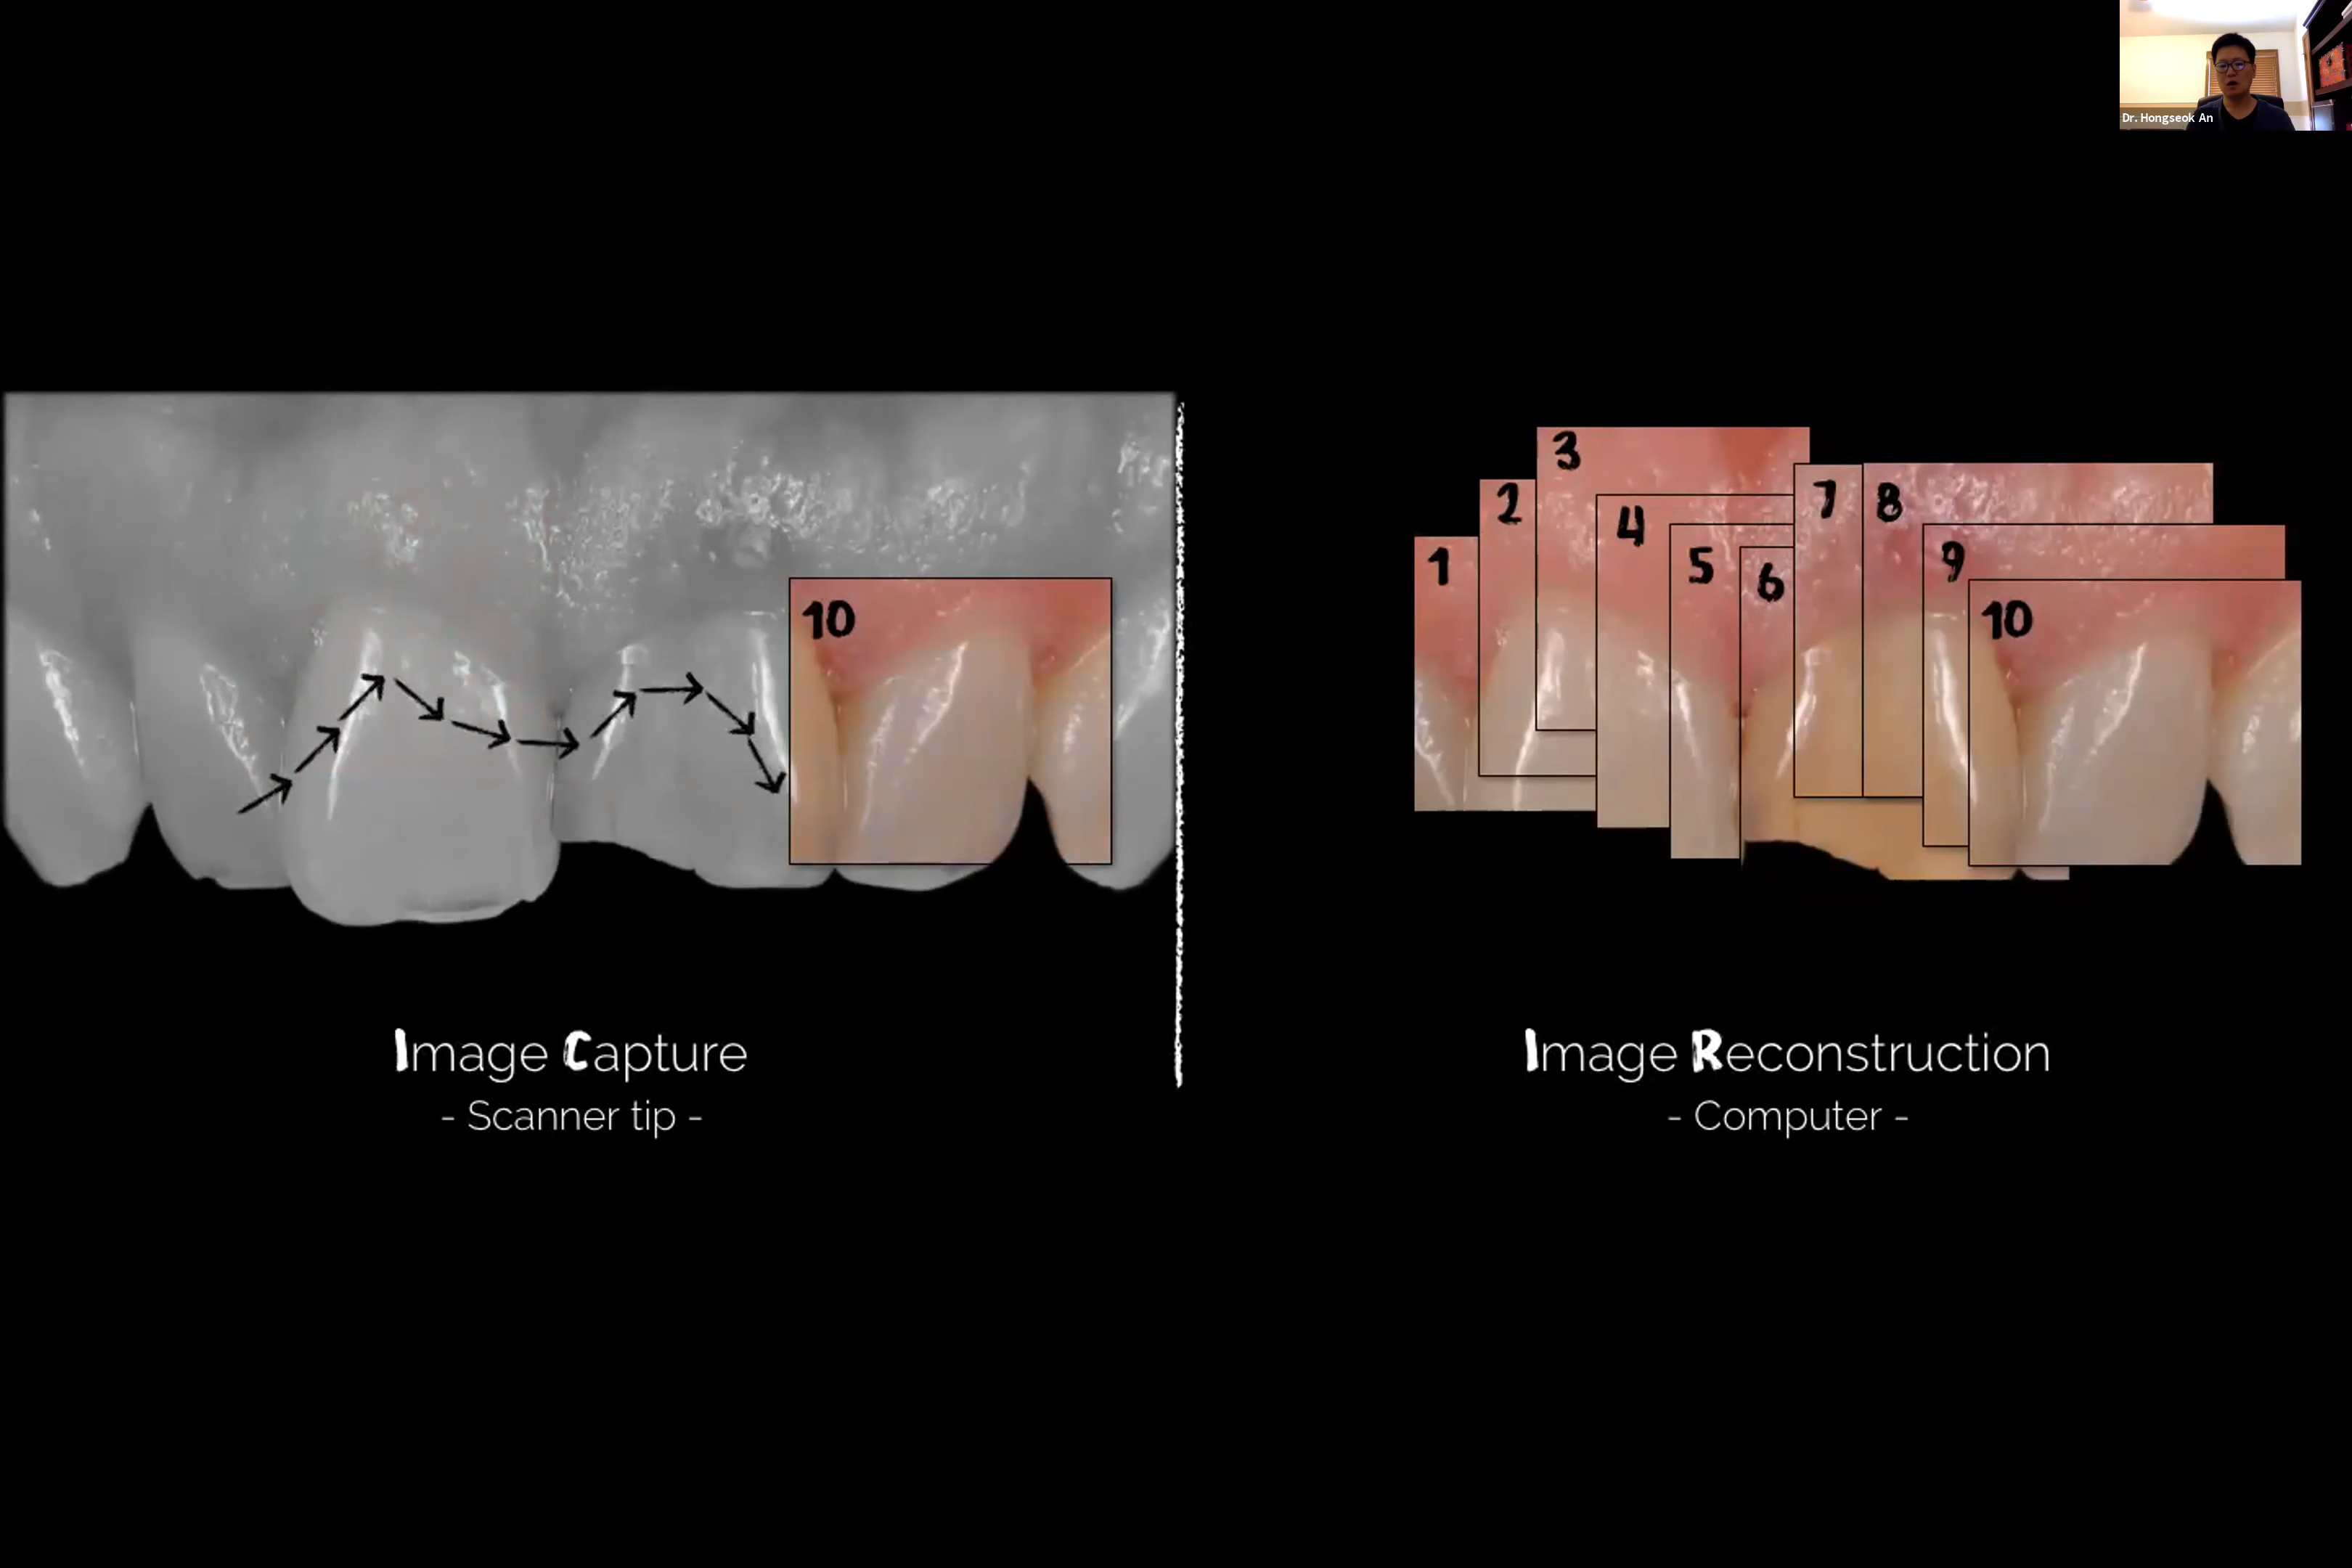 Dr. Hongseok An
10
1
2
3
4
5
6
7
8
9
10
Image Capture
- Scanner tip -
Image Reconstruction
- Computer -